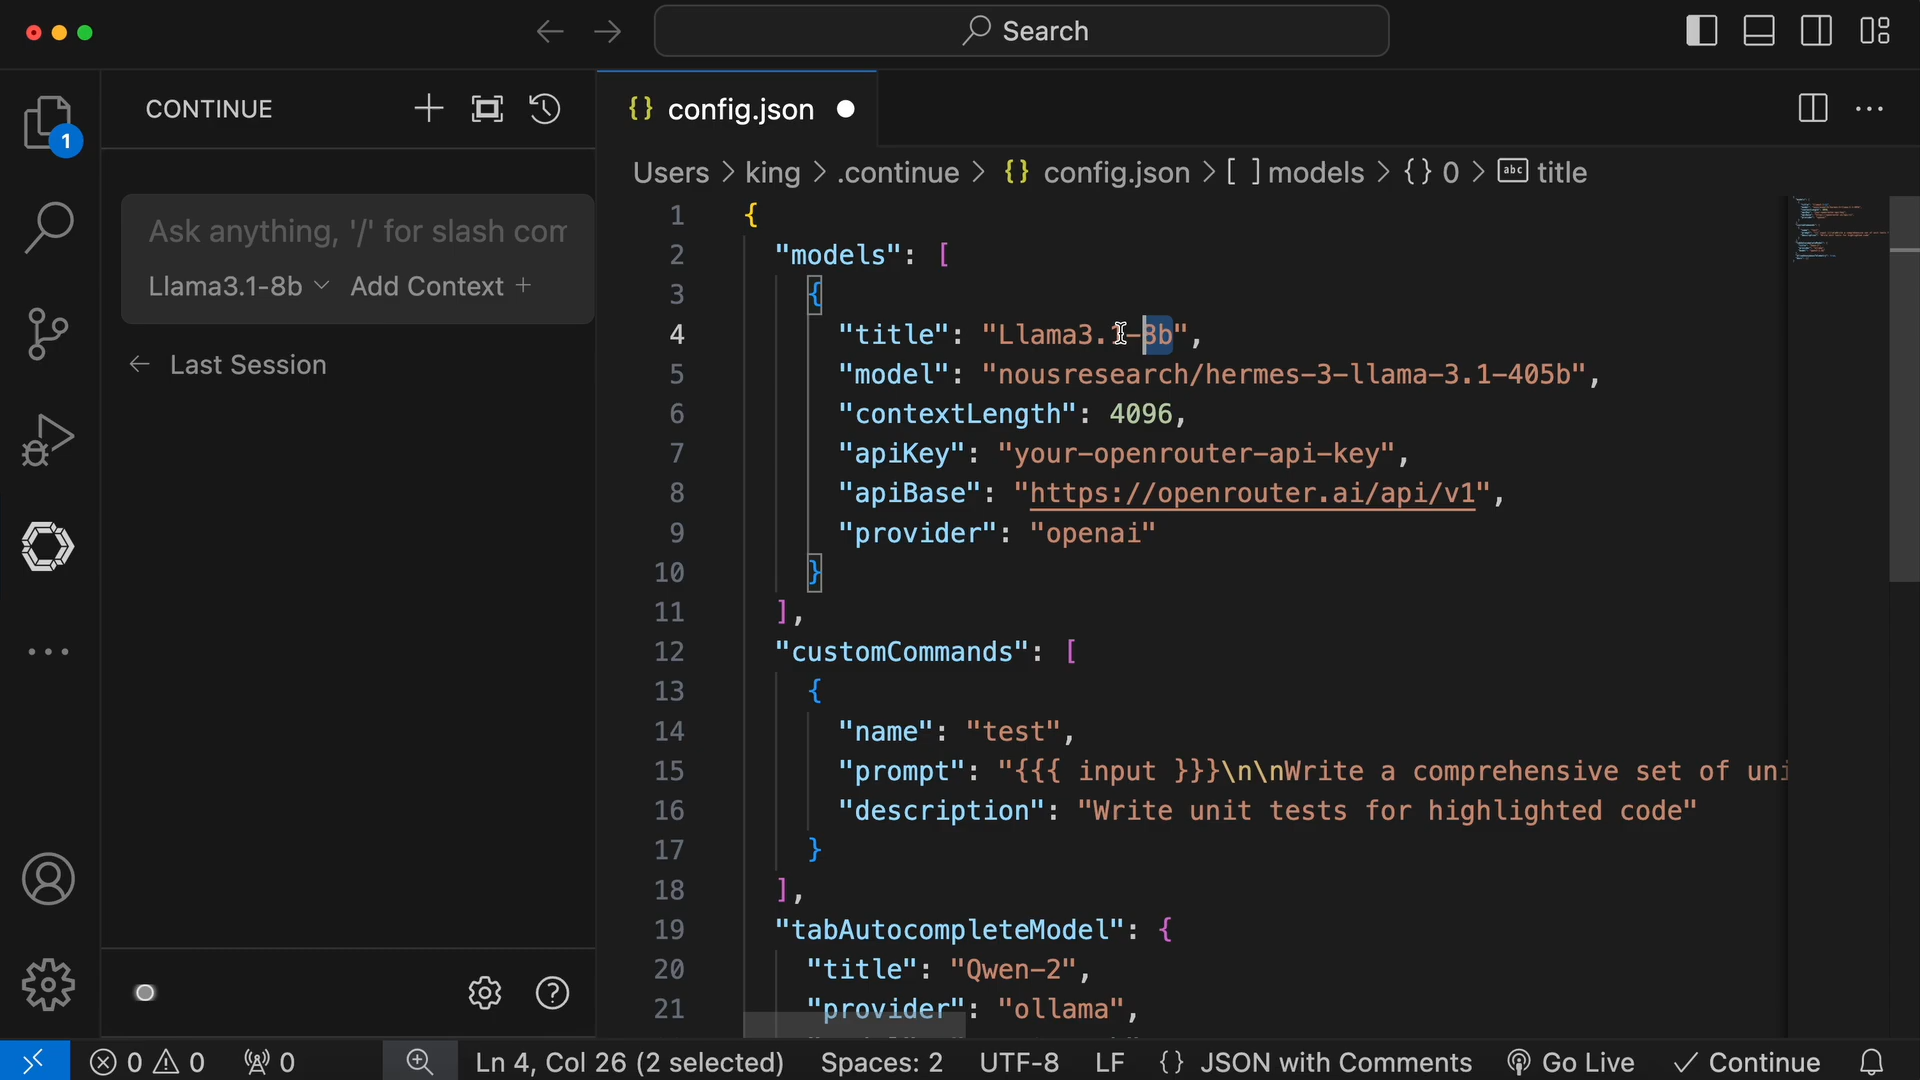 Search
CONTINUE
config.json
1
Users > king > .continue > {} config.json > [ ] models > {} 0 > abc title
Ask anything, '/' for slash com
Llama3.1-8b Add Context +
Last Session
1 {
2 "models": [
3 {
4 "title": "Llama3.1-8b",
5 "model": "nousresearch/hermes-3-llama-3.1-405b",
6 "contextLength": 4096,
7 "apiKey": "your-openrouter-api-key",
8 "apiBase": "https://openrouter.ai/api/v1",
9 "provider": "openai"
10 }
11 ],
12 "customCommands": [
13 {
14 "name": "test",
15 "prompt": "{{{ input }}}\n\nWrite a comprehensive set of uni
16 "description": "Write unit tests for highlighted code"
17 }
18 ],
19 "tabAutocompleteModel": {
20 "title": "Qwen-2",
21 "provider": "ollama",
0 0 0 Ln 4, Col 26 (2 selected) Spaces: 2 UTF-8 LF {} JSON with Comments Go Live ✓ Continue